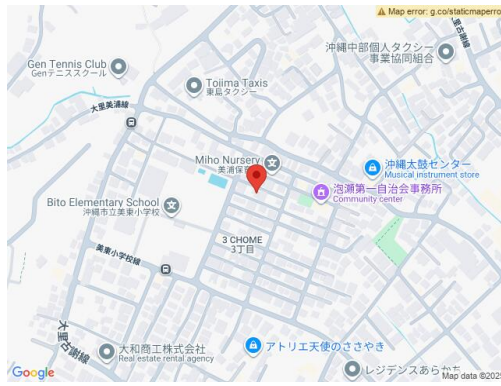 Map error: g.co/staticmaperro
Gen Tennis Club
Genテニススクール
沖縄中部個人タクシー
事業協同組合
Tojima Taxis
東島タクシー
大里美浦線
Miho Nursery
美浦保育
沖縄太鼓センター
Musical instrument store
泡瀬第一自治会事務所
Community center
Bito Elementary School
沖縄市立美東小学校
3 CHOME
3丁目
美東小学校線
大里古謝線
大和商工株式会社
Real estate rental agency
アトリエ天使のささやき
レジデンスあらかち
Google
Map data ©2025